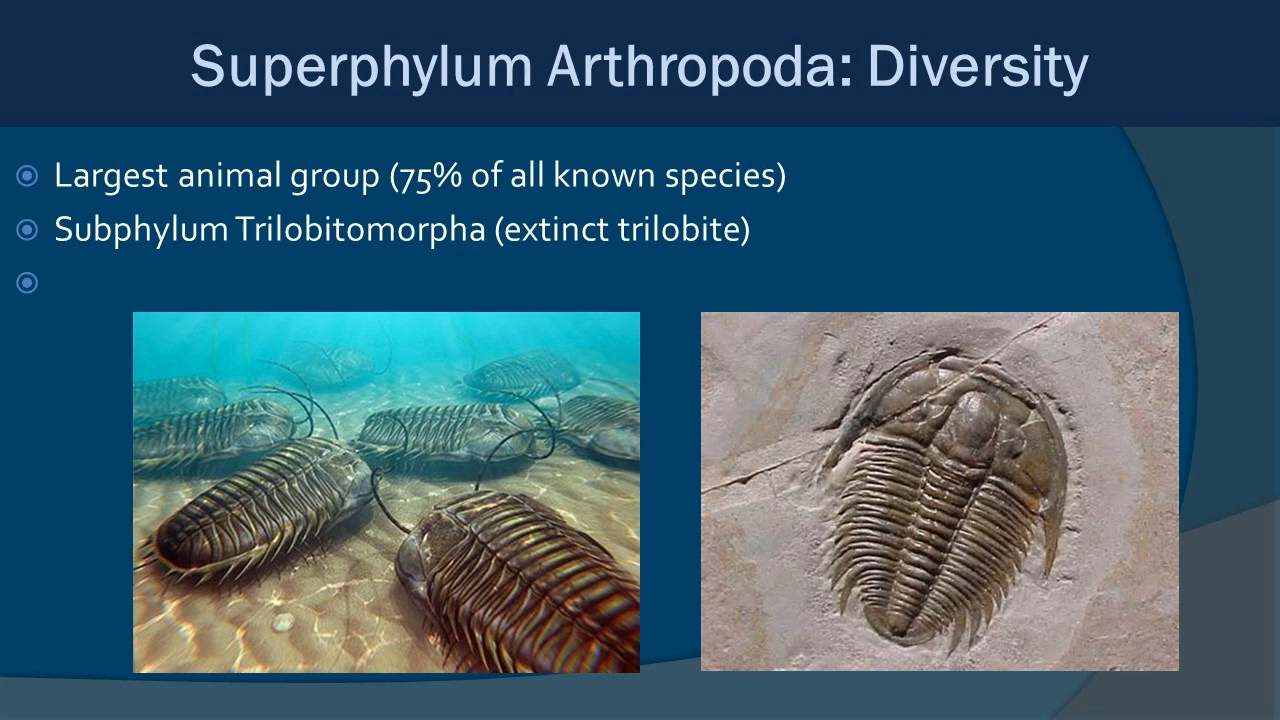 Superphylum Arthropoda: Diversity
Largest animal group (75% of all known species)
Subphylum Trilobitomorpha (extinct trilobite)